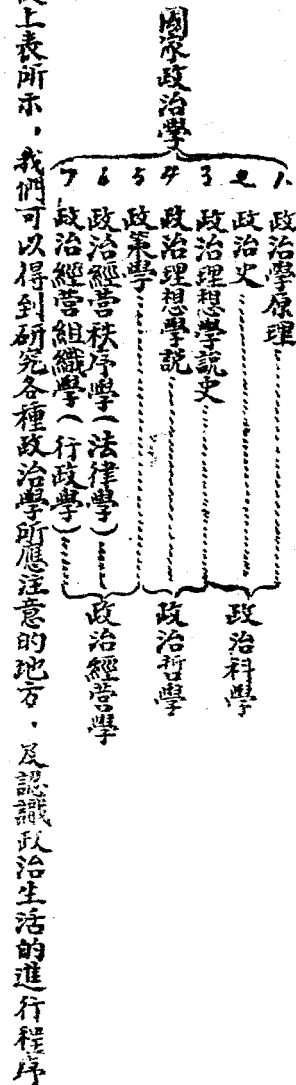 國家政治學
1. 政治學原理
2. 政治史
3 政治理想學說史
4 政治理想學說
5 政策學
6 政治經營秩序學(法律學)
7 政治經營組織學(行政學)
政治科學
政治哲學
政治經營學
上表所示，我們可以得到研究各種政治學所應注意的地方，及認識政治生活的進行程序